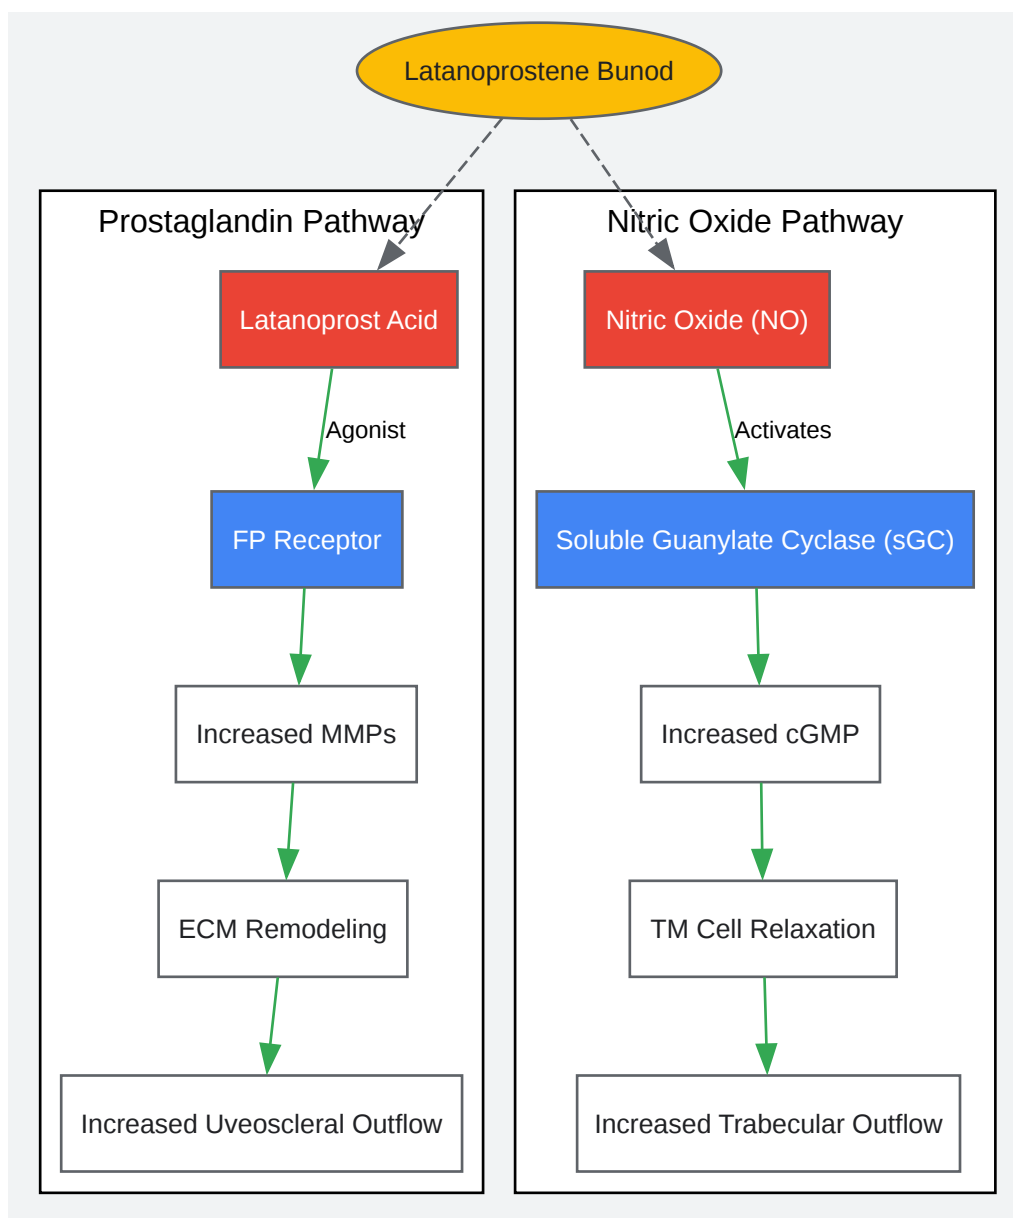 Latanoprostene Bunod
Prostaglandin Pathway
Latanoprost Acid
Agonist
FP Receptor
Increased MMPs
ECM Remodeling
Increased Uveoscleral Outflow
Nitric Oxide Pathway
Nitric Oxide (NO)
Activates
Soluble Guanylate Cyclase (sGC)
Increased cGMP
TM Cell Relaxation
Increased Trabecular Outflow